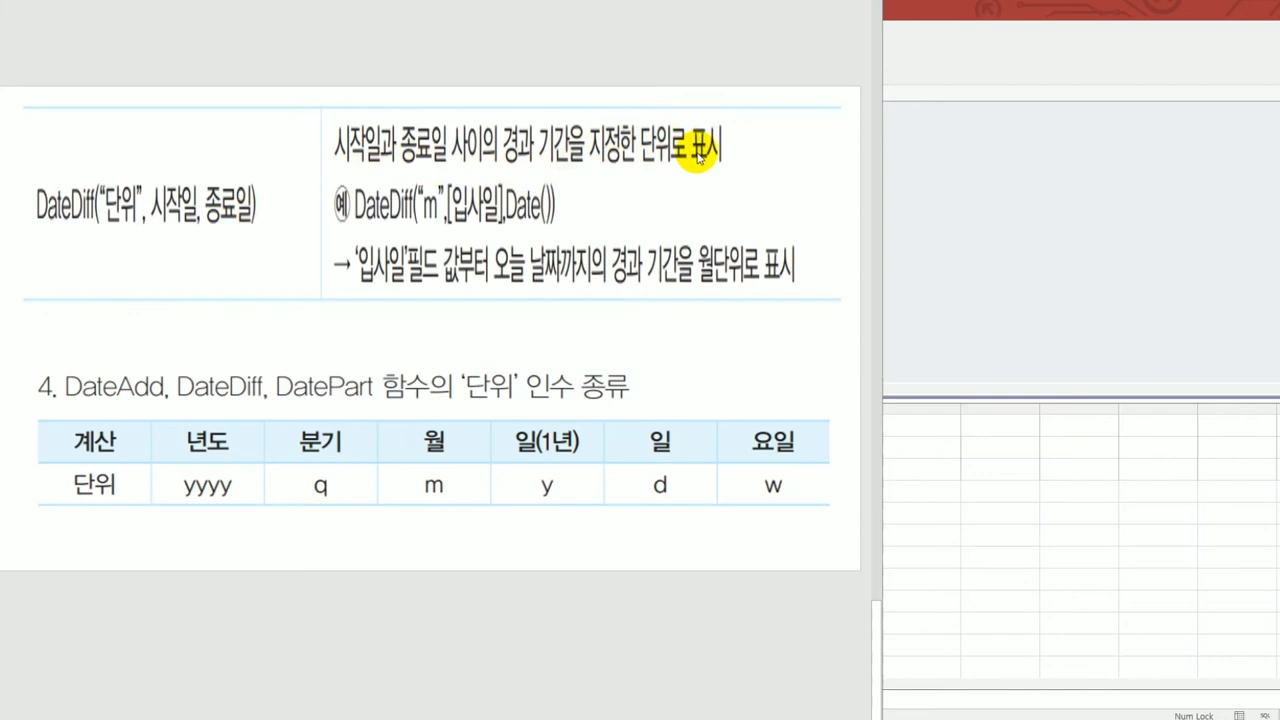 시작일과 종료일 사이의 경과 기간을 지정한 단위로 표시
DateDiff(“단위”, 시작일, 종료일)
예 DateDiff(“m”,[입사일],Date())
→ ‘입사일’필드 값부터 오늘 날짜까지의 경과 기간을 월단위로 표시
4. DateAdd, DateDiff, DatePart 함수의 ‘단위’ 인수 종류
계산 년도 분기 월 일(1년) 일 요일
단위 yyyy q m y d w
Num Lock SQL